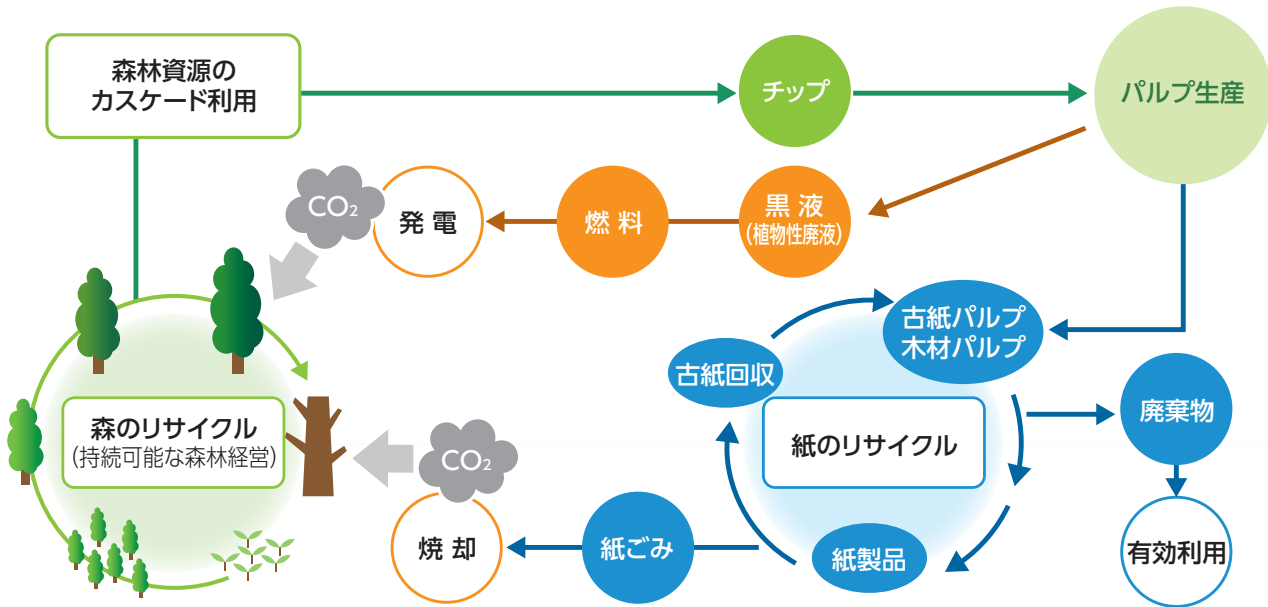 森林資源の
カスケード利用
チップ
パルプ生産
CO₂
発電
燃料
黒液
(植物性廃液)
古紙パルプ
木材パルプ
古紙回収
廃棄物
森のリサイクル
(持続可能な森林経営)
紙のリサイクル
CO₂
焼却
紙ごみ
紙製品
有効利用